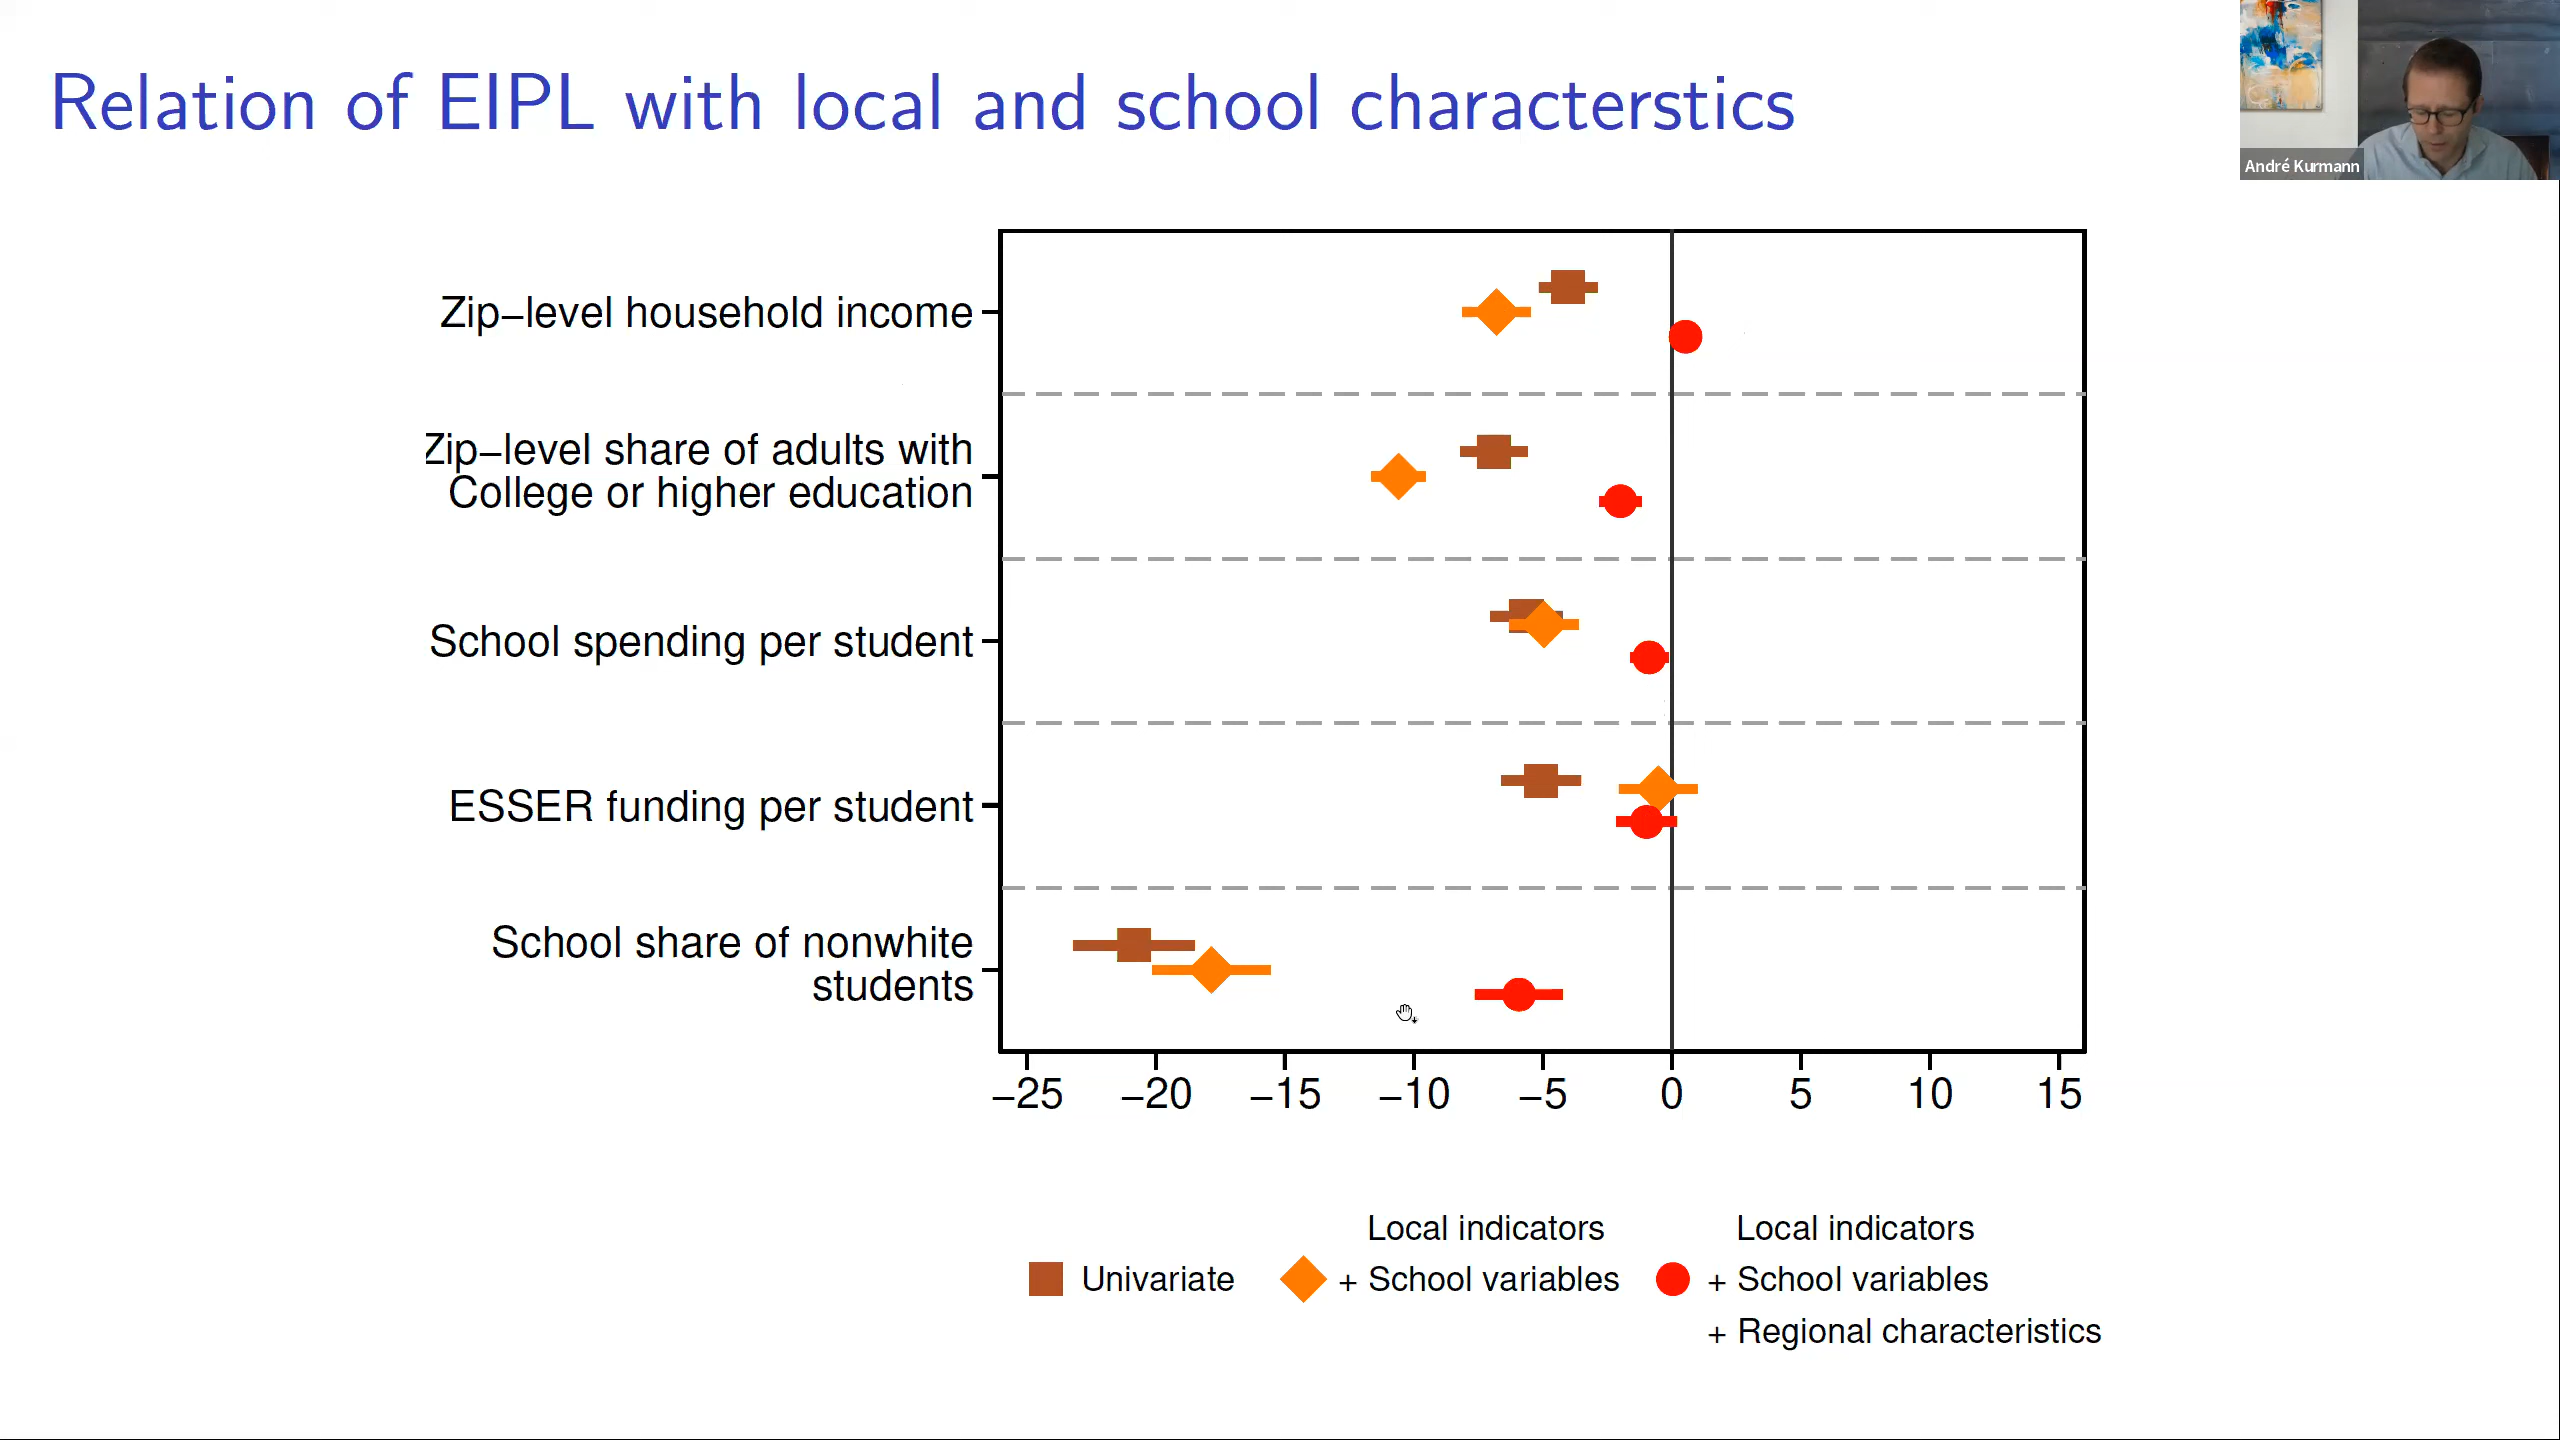 Relation of EIPL with local and school characterstics
André Kurmann
Zip–level household income
Zip–level share of adults with
College or higher education
School spending per student
ESSER funding per student
School share of nonwhite
students
–25 –20 –15 –10 –5 0 5 10 15
Univariate
Local indicators
+ School variables
Local indicators
+ School variables
+ Regional characteristics